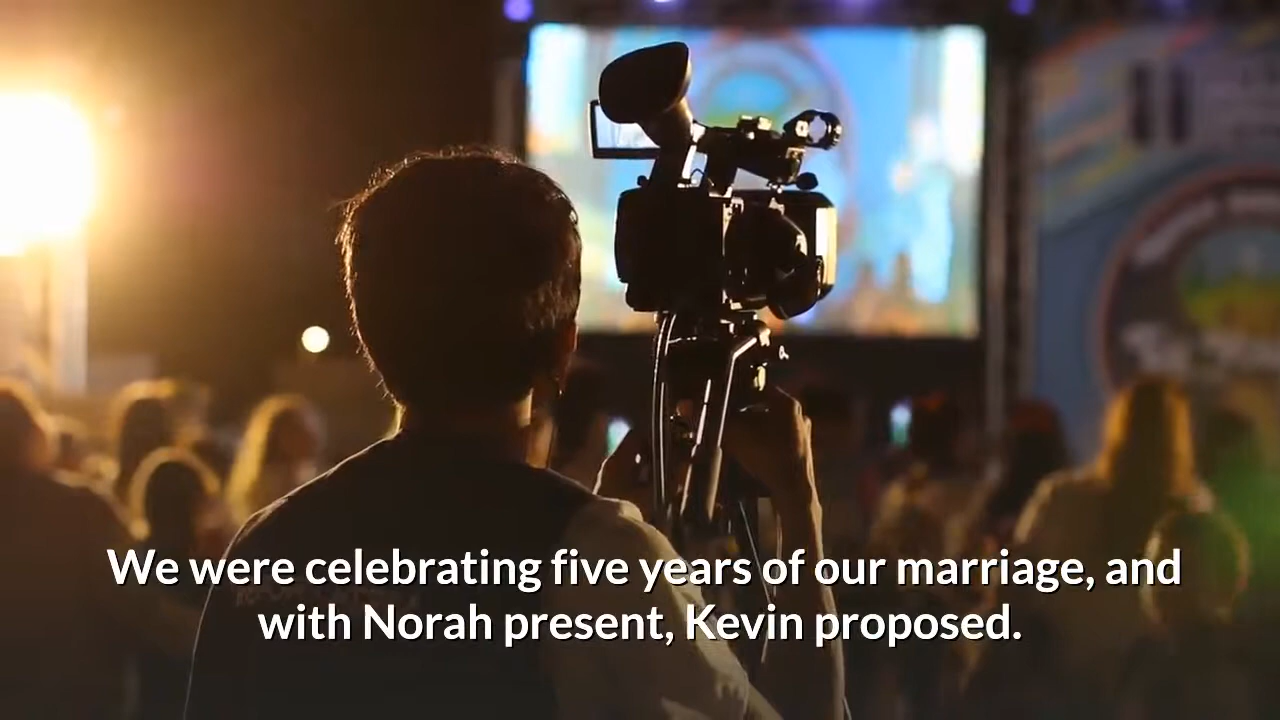 We were celebrating five years of our marriage, and
with Norah present, Kevin proposed.